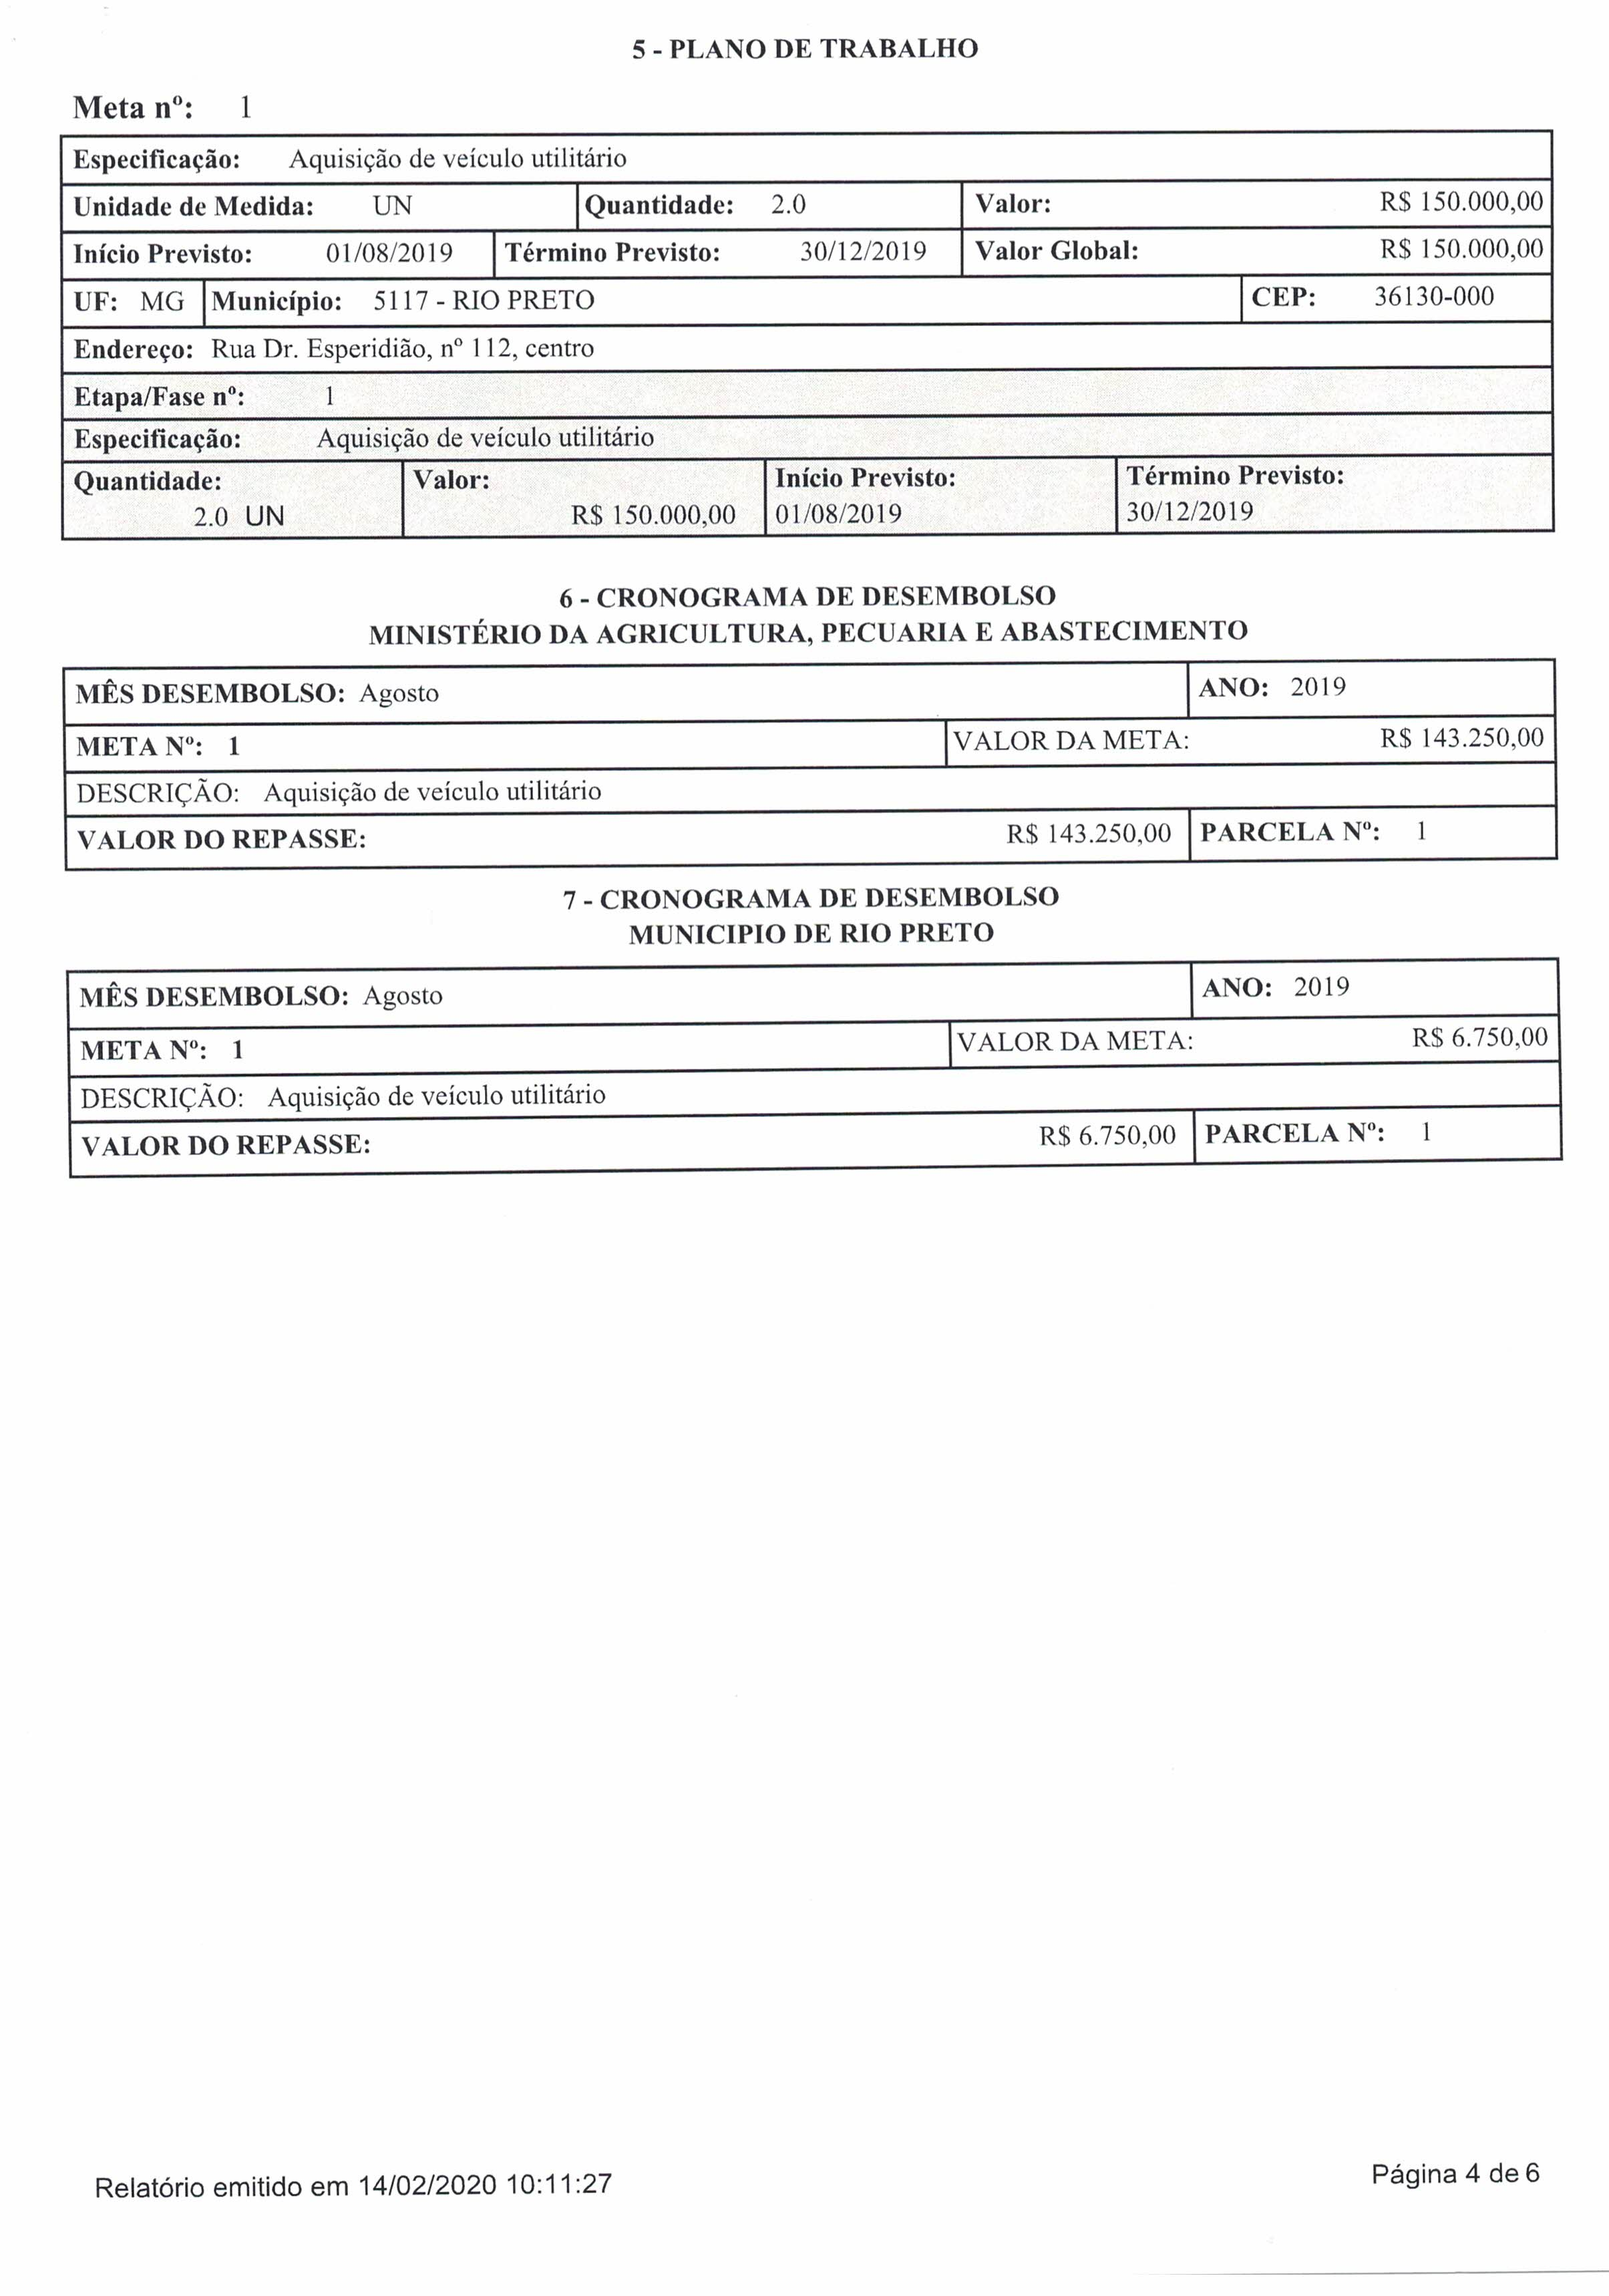 5 - PLANO DE TRABALHO
Meta nº: 1
Especificação: Aquisição de veículo utilitário
Unidade de Medida: UN Quantidade: 2.0 Valor: R$ 150.000,00
Início Previsto: 01/08/2019 Término Previsto: 30/12/2019 Valor Global: R$ 150.000,00
UF: MG Município: 5117 - RIO PRETO CEP: 36130-000
Endereço: Rua Dr. Esperidião, nº 112, centro
Etapa/Fase nº: 1
Especificação: Aquisição de veículo utilitário
Quantidade: Valor: Início Previsto: Término Previsto:
2.0 UN R$ 150.000,00 01/08/2019 30/12/2019
6 - CRONOGRAMA DE DESEMBOLSO
MINISTÉRIO DA AGRICULTURA, PECUARIA E ABASTECIMENTO
MÊS DESEMBOLSO: Agosto ANO: 2019
META Nº: 1 VALOR DA META: R$ 143.250,00
DESCRIÇÃO: Aquisição de veículo utilitário
VALOR DO REPASSE: R$ 143.250,00 PARCELA Nº: 1
7 - CRONOGRAMA DE DESEMBOLSO
MUNICIPIO DE RIO PRETO
MÊS DESEMBOLSO: Agosto ANO: 2019
META Nº: 1 VALOR DA META: R$ 6.750,00
DESCRIÇÃO: Aquisição de veículo utilitário
VALOR DO REPASSE: R$ 6.750,00 PARCELA Nº: 1
Relatório emitido em 14/02/2020 10:11:27 Página 4 de 6